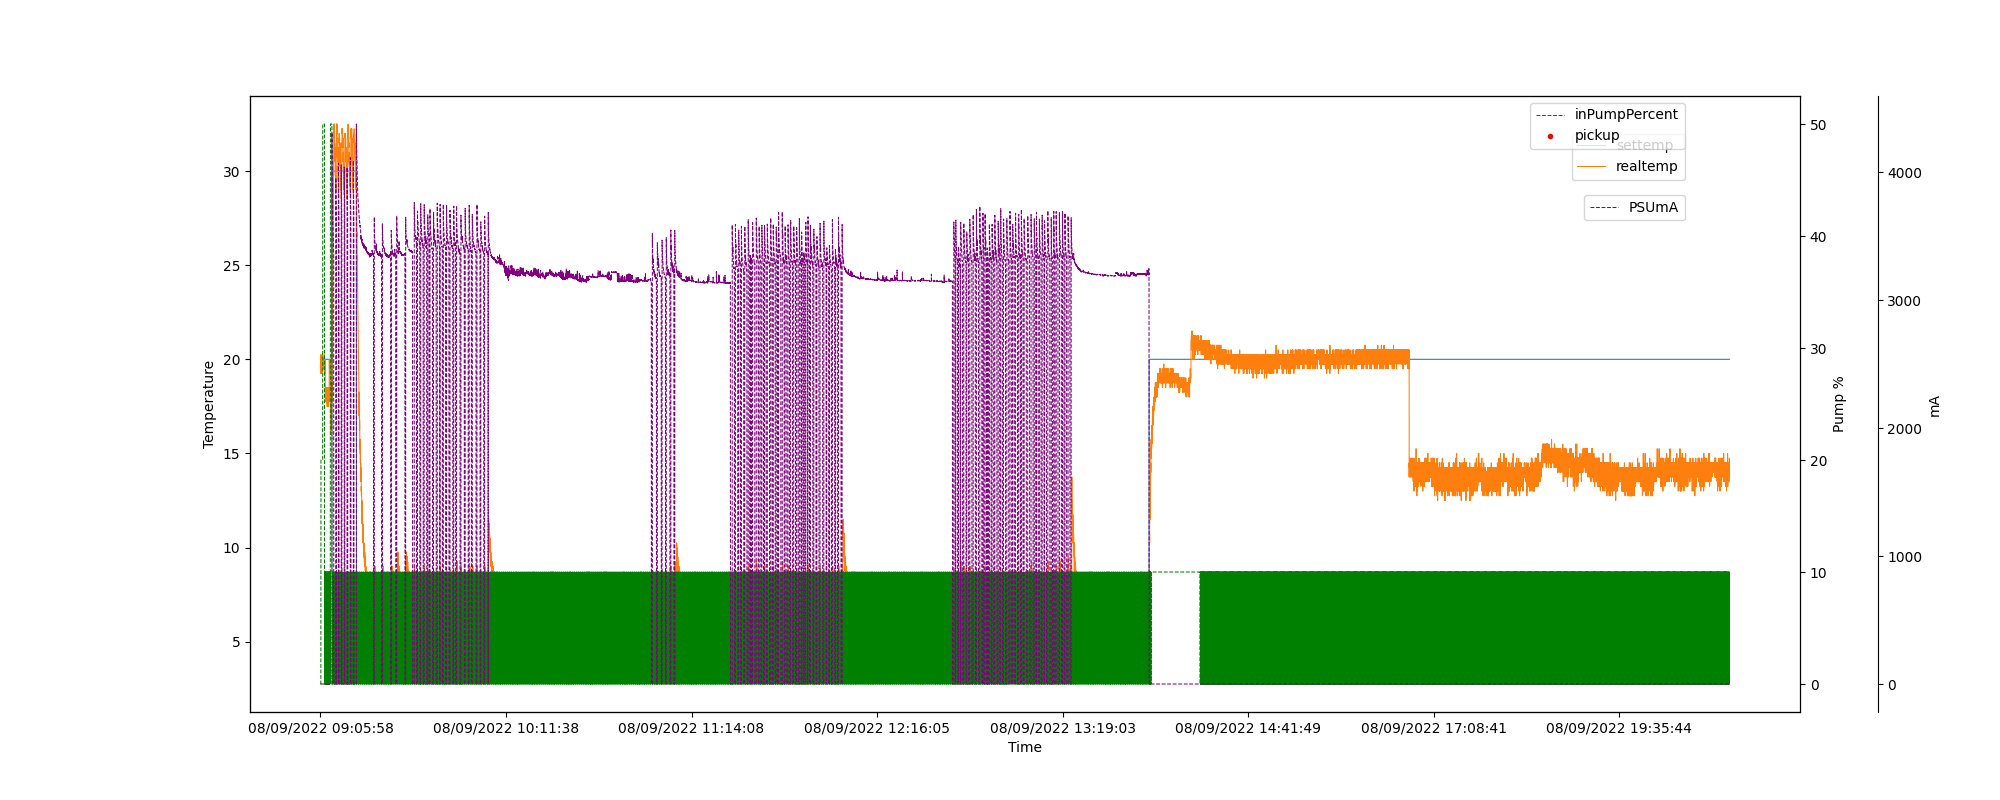 inPumpPercent
pickup
settemp
realtemp
PSUmA
30
25
20
15
10
5
Temperature
50
40
30
20
10
0
Pump %
4000
3000
2000
1000
0
mA
08/09/2022 09:05:58
08/09/2022 10:11:38
08/09/2022 11:14:08
08/09/2022 12:16:05
08/09/2022 13:19:03
08/09/2022 14:41:49
08/09/2022 17:08:41
08/09/2022 19:35:44
Time